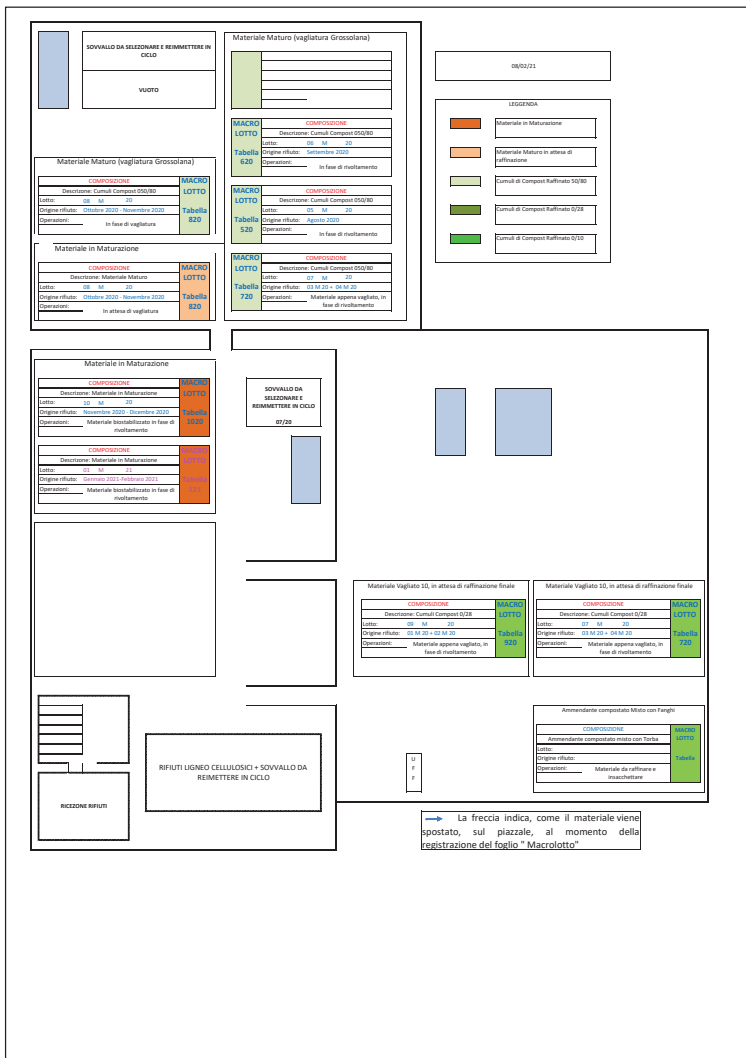 SOVVALLO DA SELEZONARE E REIMMETTERE IN
CICLO
VUOTO
Materiale Maturo (vagliatura Grossolana)
08/02/21
LEGGENDA
Materiale in Maturazione
Materiale Maturo in attesa di
raffinazione
Cumuli di Compost Raffinato 50/80
Cumuli di Compost Raffinato 0/28
Cumuli di Compost Raffinato 0/10
MACRO
LOTTO
Tabella
620
COMPOSIZIONE
Descrizone: Cumuli Compost 050/80
Lotto: 06 M 20
Origine rifiuto: Settembre 2020
Operazioni:
In fase di rivoltamento
MACRO
LOTTO
Tabella
520
COMPOSIZIONE
Descrizone: Cumuli Compost 050/80
Lotto: 05 M 20
Origine rifiuto: Agosto 2020
Operazioni:
In fase di rivoltamento
MACRO
LOTTO
Tabella
720
COMPOSIZIONE
Descrizone: Cumuli Compost 050/80
Lotto: 07 M 20
Origine rifiuto: 03 M 20 + 04 M 20
Operazioni: Materiale appena vagliato, in
fase di rivoltamento
Materiale Maturo (vagliatura Grossolana)
COMPOSIZIONE
Descrizone: Cumuli Compost 050/80
Lotto: 08 M 20
Origine rifiuto: Ottobre 2020 - Novembre 2020
Operazioni:
In fase di vagliatura
MACRO
LOTTO
Tabella
820
Materiale in Maturazione
COMPOSIZIONE
Descrizone: Materiale Maturo
Lotto: 08 M 20
Origine rifiuto: Ottobre 2020 - Novembre 2020
Operazioni:
In attesa di vagliatura
MACRO
LOTTO
Tabella
820
Materiale in Maturazione
COMPOSIZIONE
Descrizone: Materiale in Maturazione
Lotto: 10 M 20
Origine rifiuto: Novembre 2020 - Dicembre 2020
Operazioni: Materiale biostabilizzato in fase di
rivoltamento
MACRO
LOTTO
Tabella
1020
COMPOSIZIONE
Descrizone: Materiale in Maturazione
Lotto: 01 M 21
Origine rifiuto: Gennaio 2021-Febbraio 2021
Operazioni: Materiale biostabilizzato in fase di
rivoltamento
MACRO
LOTTO
Tabella
SOVVALLO DA
SELEZIONARE E
REIMMETTERE IN CICLO
07/20
Materiale Vagliato 10, in attesa di raffinazione finale
COMPOSIZIONE
Descrizone: Cumuli Compost 0/28
Lotto: 09 M 20
Origine rifiuto: 01 M 20 + 02 M 20
Operazioni: Materiale appena vagliato, in
fase di rivoltamento
MACRO
LOTTO
Tabella
920
Materiale Vagliato 10, in attesa di raffinazione finale
COMPOSIZIONE
Descrizone: Cumuli Compost 0/28
Lotto: 07 M 20
Origine rifiuto: 03 M 20 + 04 M 20
Operazioni: Materiale appena vagliato, in
fase di rivoltamento
MACRO
LOTTO
Tabella
720
Ammendante compostato Misto con Fanghi
COMPOSIZIONE
Ammendante compostato misto con Torba
Lotto:
Origine rifiuto:
Operazioni: Materiale da raffinare e
insacchettare
MACRO
LOTTO
Tabella
U
F
F
RIFIUTI LIGNEO CELLULOSICI + SOVVALLO DA
REIMETTERE IN CICLO
RICEZONE RIFIUTI
La freccia indica, come il materiale viene
spostato, sul piazzale, al momento della
registrazione del foglio " Macrolotto"